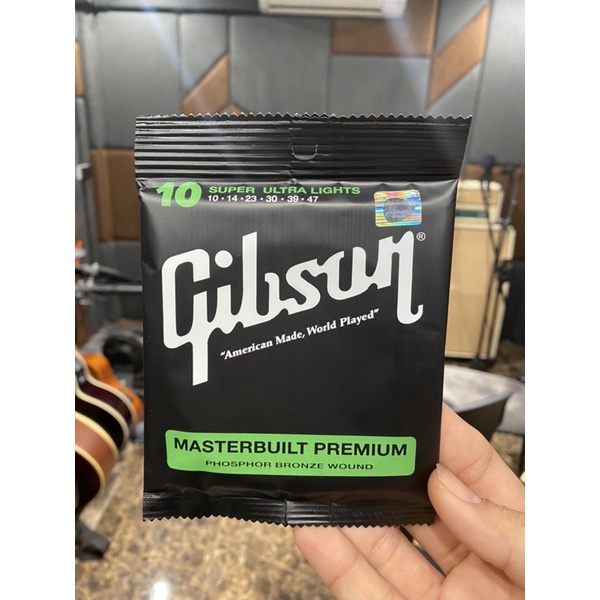 10 SUPER ULTRA LIGHTS
10 • 14 • 23 • 30 • 39 • 47
Gibson®
"American Made, World Played"
MASTERBUILT PREMIUM
PHOSPHOR BRONZE WOUND